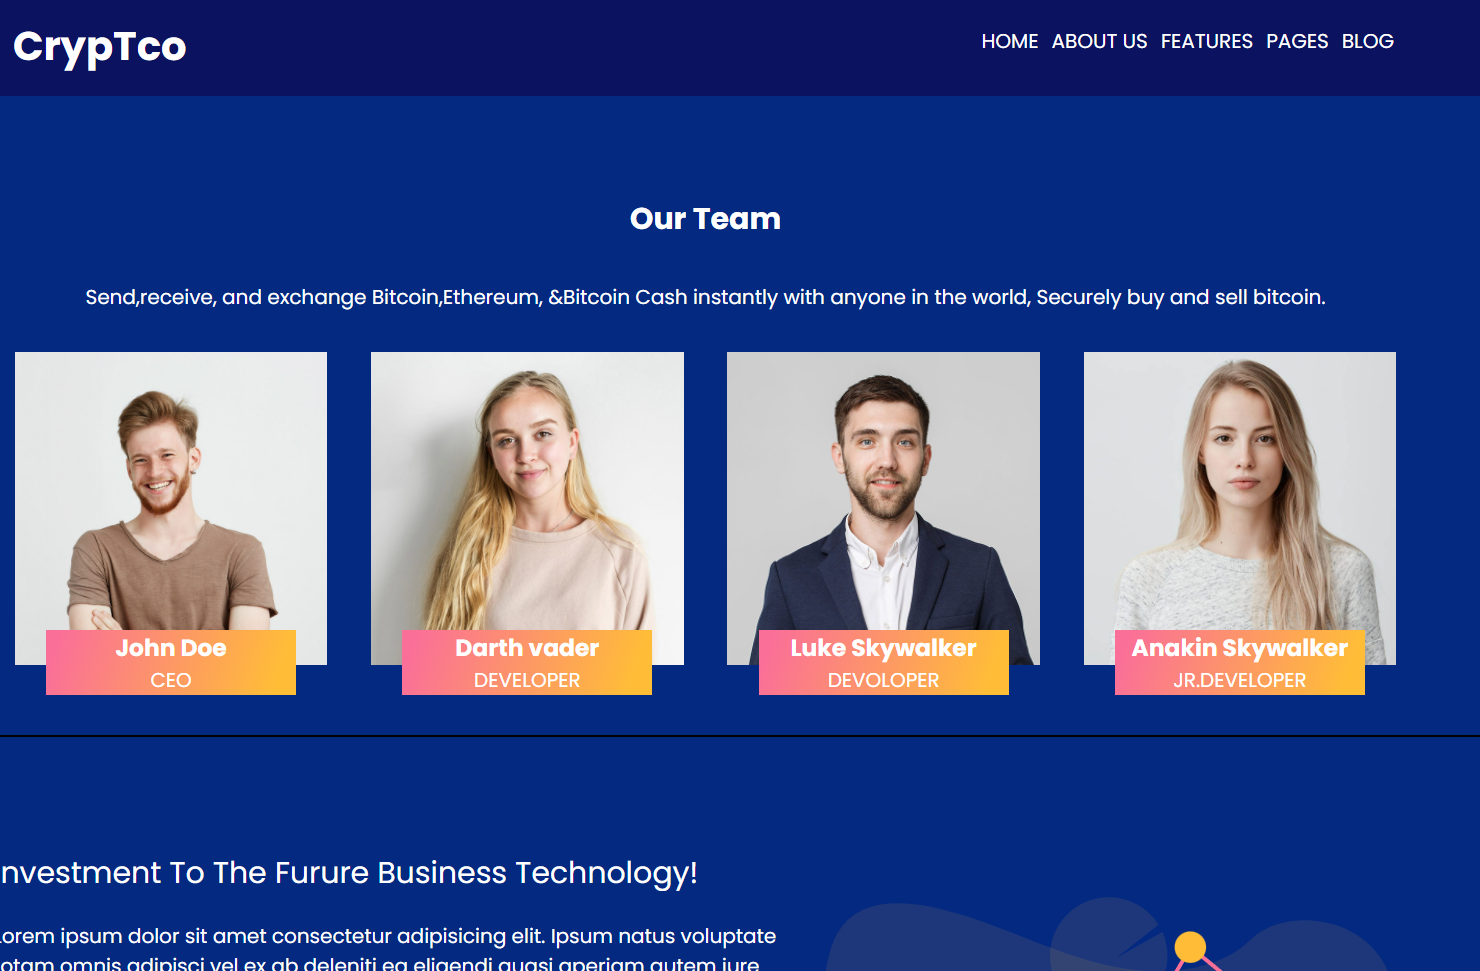 CrypTco
HOME ABOUT US FEATURES PAGES BLOG
Our Team
Send,receive, and exchange Bitcoin,Ethereum, &Bitcoin Cash instantly with anyone in the world, Securely buy and sell bitcoin.
John Doe
CEO
Darth vader
DEVELOPER
Luke Skywalker
DEVOLOPER
Anakin Skywalker
JR.DEVELOPER
nvestment To The Furure Business Technology!
orem ipsum dolor sit amet consectetur adipisicing elit. Ipsum natus voluptate
otam omnis adipisci vel ex ab deleniti ea eligendi quasi aperiam autem iure